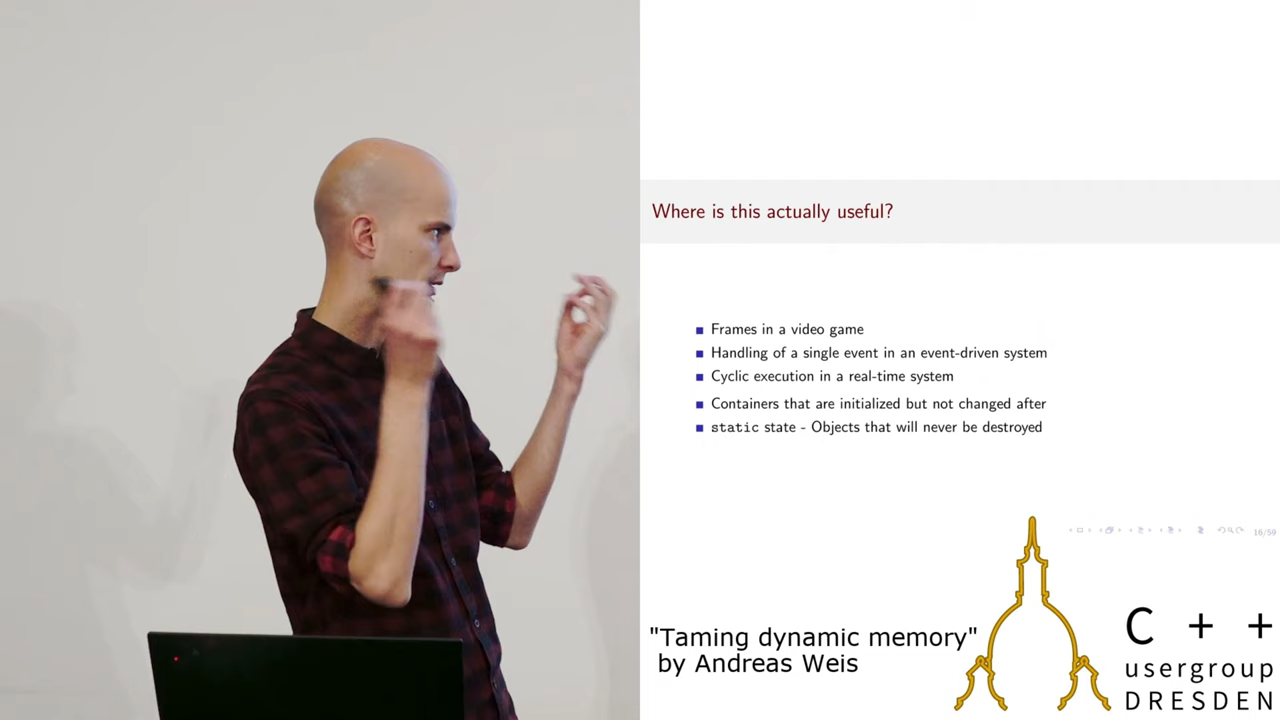 Where is this actually useful?
Frames in a video game
Handling of a single event in an event-driven system
Cyclic execution in a real-time system
Containers that are initialized but not changed after
static state - Objects that will never be destroyed
16/59
"Taming dynamic memory"
by Andreas Weis
C + +
usergroup
DRESDEN